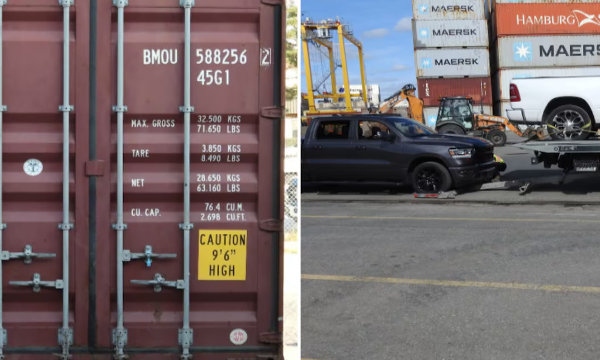 BMOU 588256 2
45G1
MAX. GROSS 32.500 KGS
71.650 LBS
TARE 3.850 KGS
8.490 LBS
NET 28.650 KGS
63.160 LBS
CU. CAP. 76.4 CU.M.
2.698 CU.FT.
CAUTION
9'6"
HIGH
MAERSK
MAERSK
MAERSK
HAMBURG
MAERSK
MAERSK